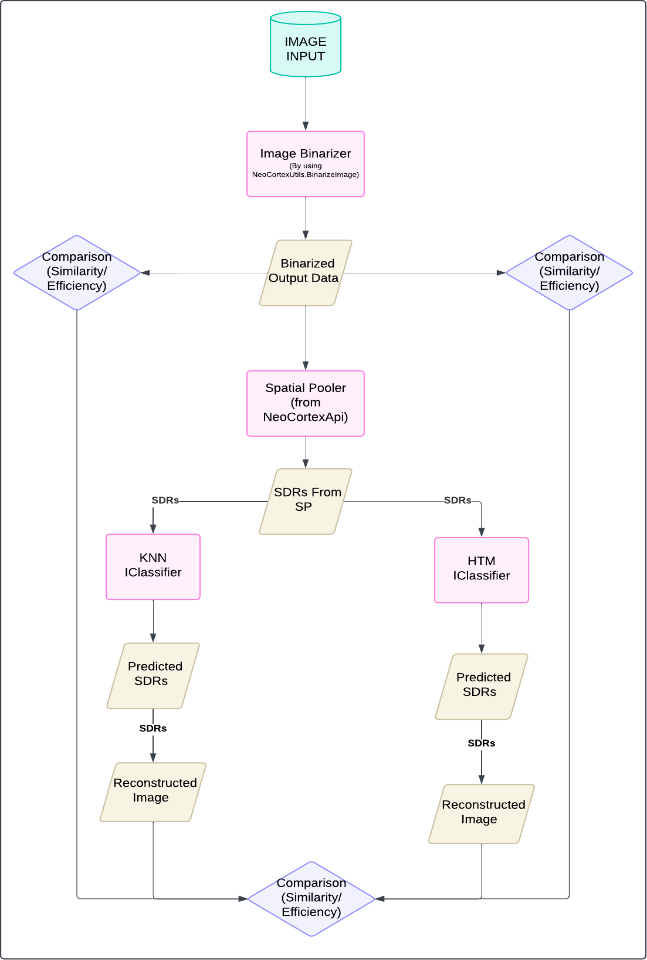 IMAGE
INPUT
Image Binarizer
(By using
NeoCortexUtils.BinarizeImage)
Comparison
(Similarity/
Efficiency)
Binarized
Output Data
Comparison
(Similarity/
Efficiency)
Spatial Pooler
(from
NeoCortexApi)
SDRs From
SP
SDRs
SDRs
KNN
IClassifier
HTM
IClassifier
Predicted
SDRs
Predicted
SDRs
SDRs
SDRs
Reconstructed
Image
Reconstructed
Image
Comparison
(Similarity/
Efficiency)